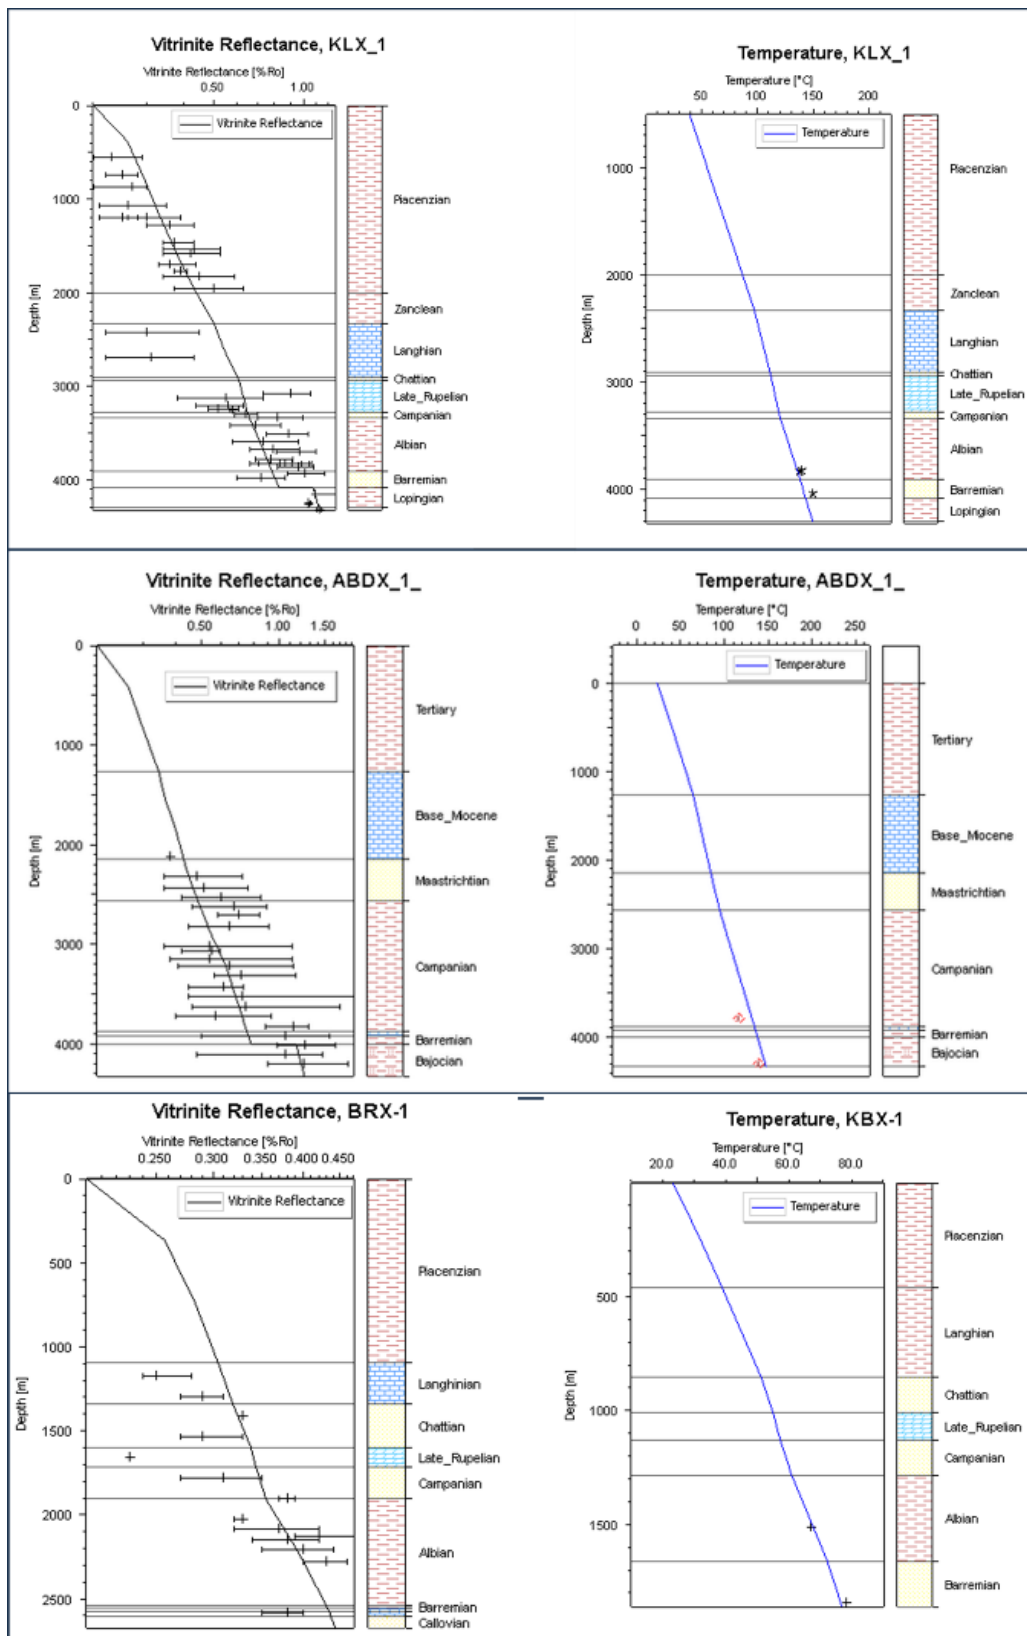 Vitrinite Reflectance, KLX_1
Vitrinite Reflectance [%Ro]
0.50 1.00
0
Vitrinite Reflectance
1000
Piacenzian
Depth [m]
2000
Zanclean
Langhian
3000
Chattian
Late_Rupelian
Campanian
Albian
4000
Barremian
Lopingian
Temperature, KLX_1
Temperature [°C]
50 100 150 200
Temperature
1000
Piacenzian
2000
Zanclean
Depth [m]
Langhian
3000
Chattian
Late_Rupelian
Campanian
Albian
4000
Barremian
Lopingian
Vitrinite Reflectance, ABDX_1_
Vitrinite Reflectance [%Ro]
0.50 1.00 1.50
0
Vitrinite Reflectance
Tertiary
1000
Base_Miocene
Depth [m]
2000
Maastrichtian
3000
Campanian
4000
Barremian
Bajocian
Temperature, ABDX_1_
Temperature [°C]
0 50 100 150 200 250
Temperature
0
Tertiary
1000
Base_Miocene
Depth [m]
2000
Maastrichtian
3000
Campanian
4000
Barremian
Bajocian
Vitrinite Reflectance, BRX-1
Vitrinite Reflectance [%Ro]
0.250 0.300 0.350 0.400 0.450
0
Vitrinite Reflectance
500
Piacenzian
1000
Langhinian
Depth [m]
1500
Chattian
Late_Rupelian
Campanian
2000
Albian
2500
Barremian
Callovian
Temperature, KBX-1
Temperature [°C]
20.0 40.0 60.0 80.0
Temperature
Piacenzian
500
Langhian
Depth [m]
Chattian
1000
Late_Rupelian
Campanian
1500
Albian
Barremian